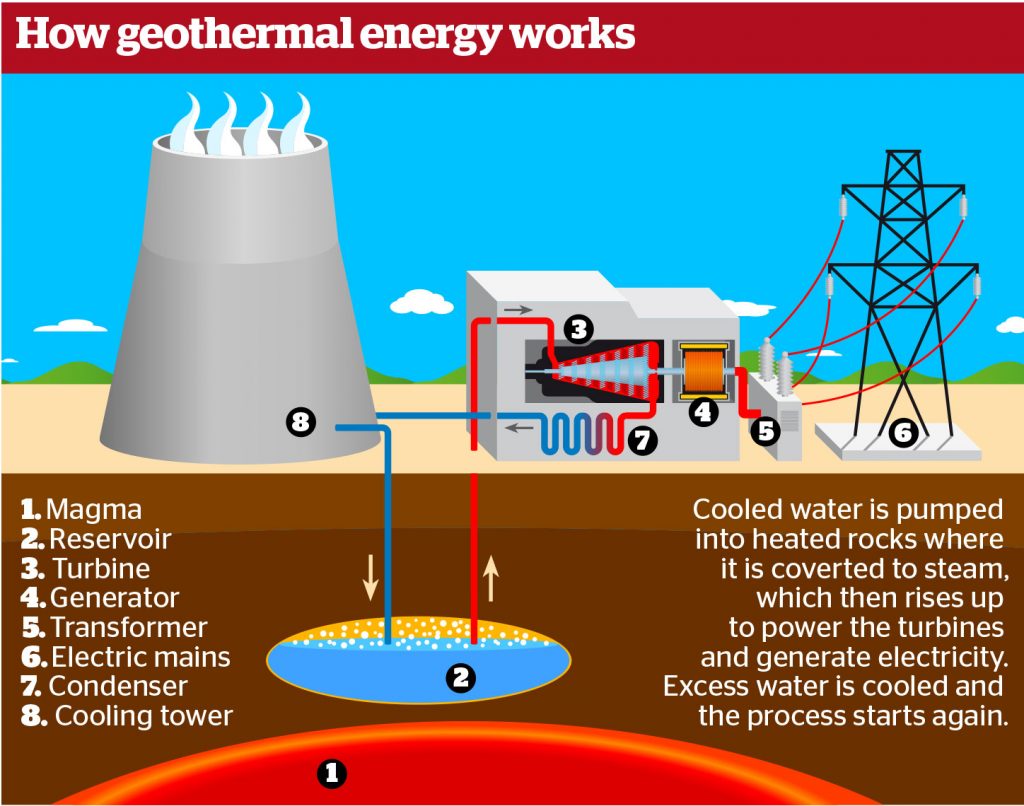 How geothermal energy works
3
8
7
4
5
6
1. Magma
2. Reservoir
3. Turbine
4. Generator
5. Transformer
6. Electric mains
7. Condenser
8. Cooling tower
Cooled water is pumped
into heated rocks where
it is coverted to steam,
which then rises up
to power the turbines
and generate electricity.
Excess water is cooled and
the process starts again.
2
1